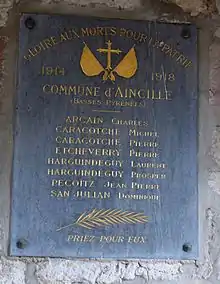 GLOIRE AUX MORTS POUR LA PATRIE
1914 1918
COMMUNE d'AINCILLE
(BASSES PYRÉNÉES)
ARCAIN CHARLES
CARACOTCHE MICHEL
CARACOTCHE PIERRE
ETCHEVERRY PIERRE
HARGUINDEGUY LAURENT
HARGUINDEGUY PROSPER
PECOITZ JEAN PIERRE
SAN JULIAN DOMINIQUE
PRIEZ POUR EUX